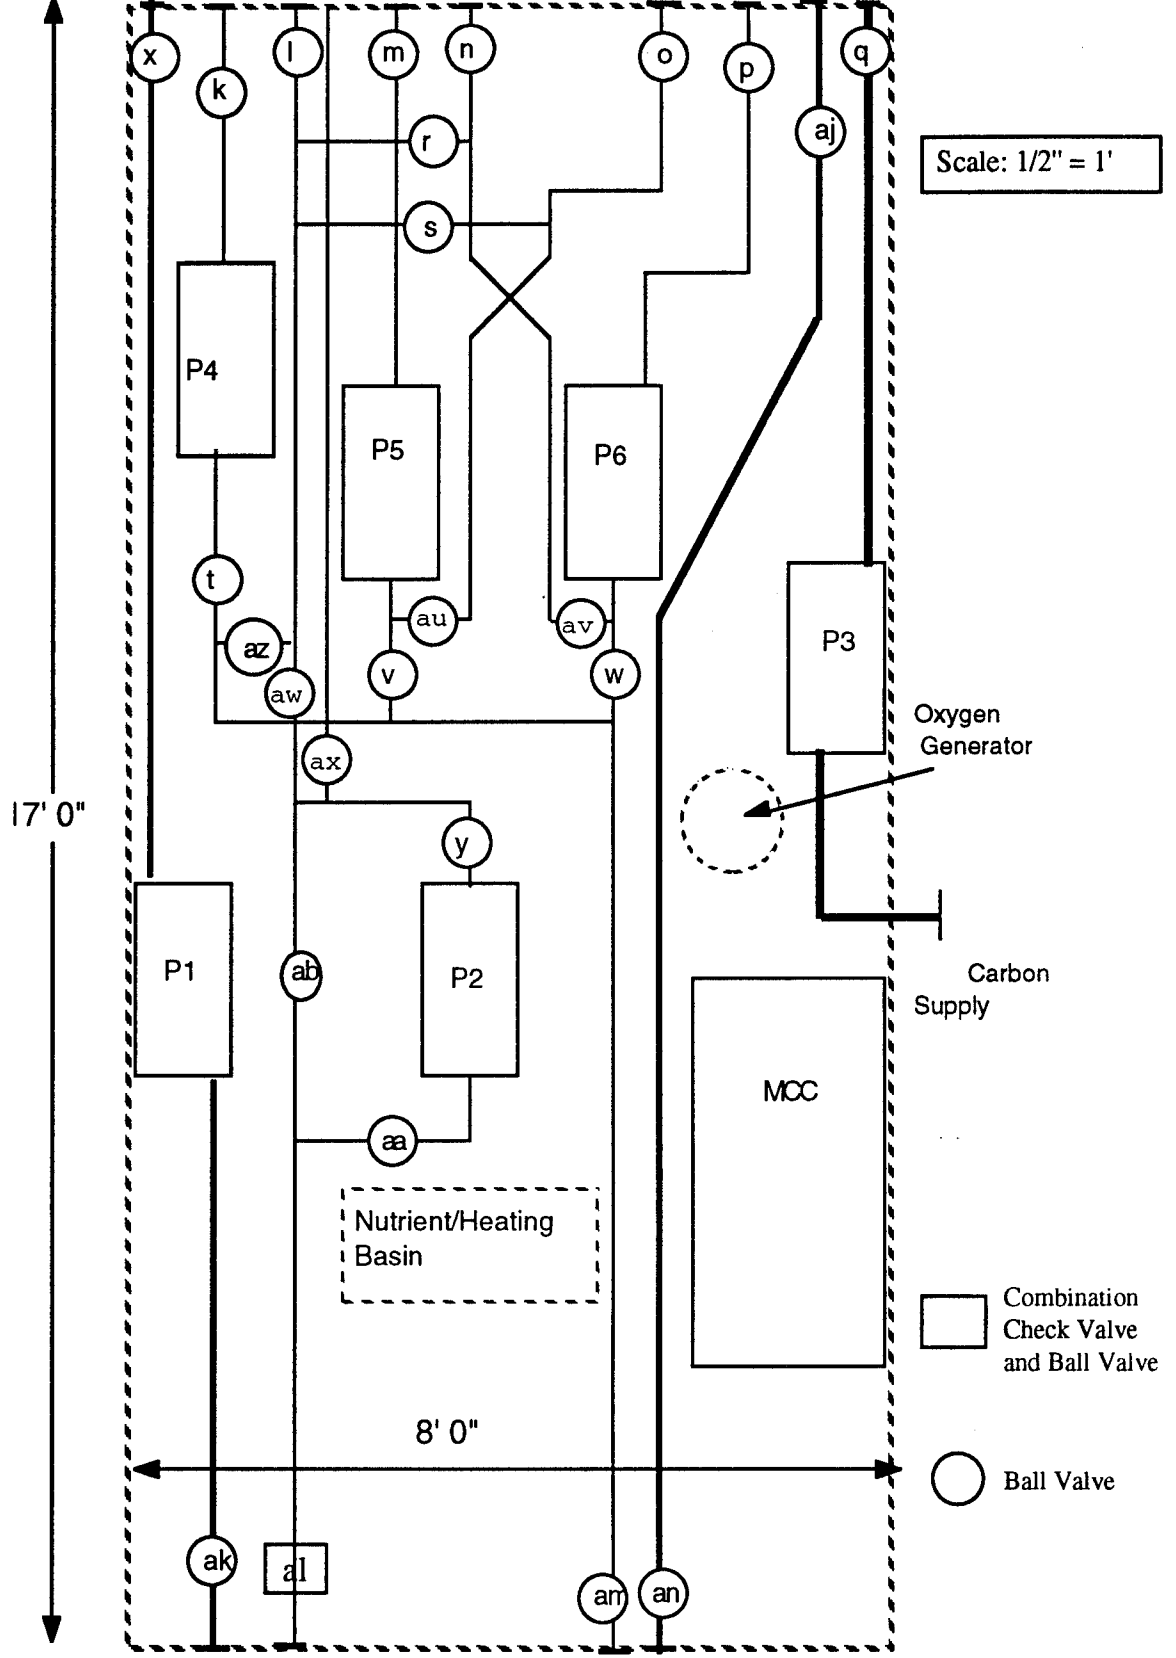 x
l
m
n
o
p
q
k
aj
r
s
Scale: 1/2" = 1'
P4
P5
P6
t
au
av
az
P3
v
w
aw
Oxygen
Generator
ax
17' 0"
y
P1
ab
P2
Carbon
Supply
MCC
aa
Nutrient/Heating
Basin
Combination
Check Valve
and Ball Valve
8' 0"
Ball Valve
ak
al
am
an